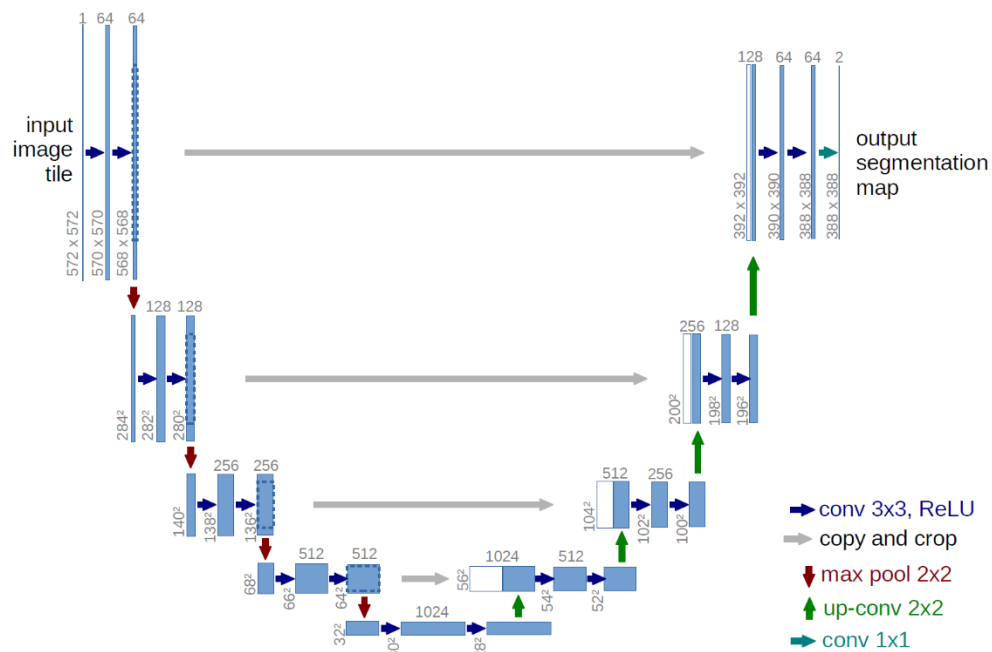 1 64 64
128 64 64 2
input
image
tile
output
segmentation
map
572 x 572
570 x 570
568 x 568
392 x 392
390 x 390
388 x 388
388 x 388
128 128
256 128
284²
282²
280²
200²
198²
196²
256 256
512 256
140²
138²
136²
104²
102²
100²
conv 3x3, ReLU
copy and crop
max pool 2x2
up-conv 2x2
conv 1x1
512 512
1024 512
68²
66²
64²
56²
54²
52²
1024
32²